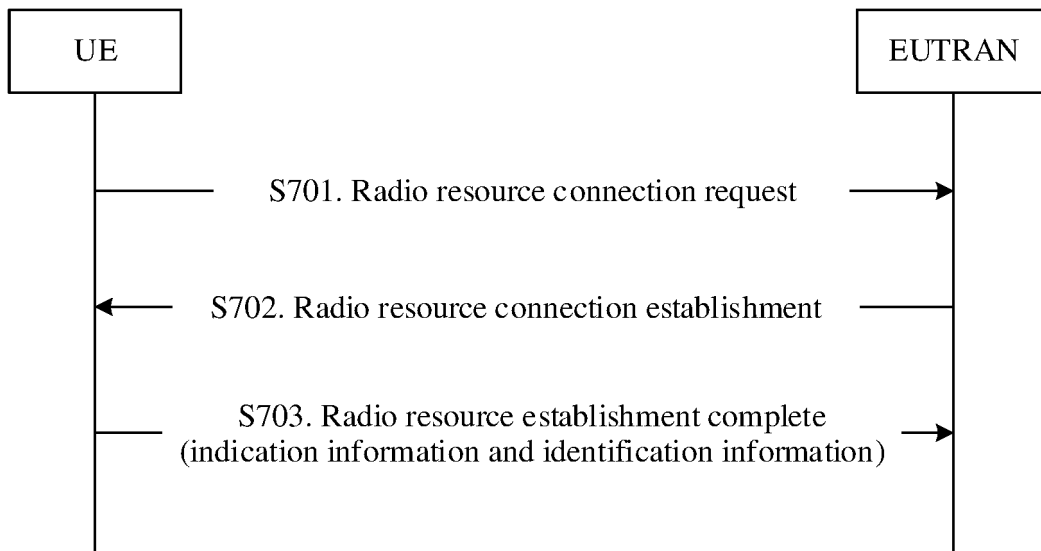 UE
EUTRAN
S701. Radio resource connection request
S702. Radio resource connection establishment
S703. Radio resource establishment complete
(indication information and identification information)